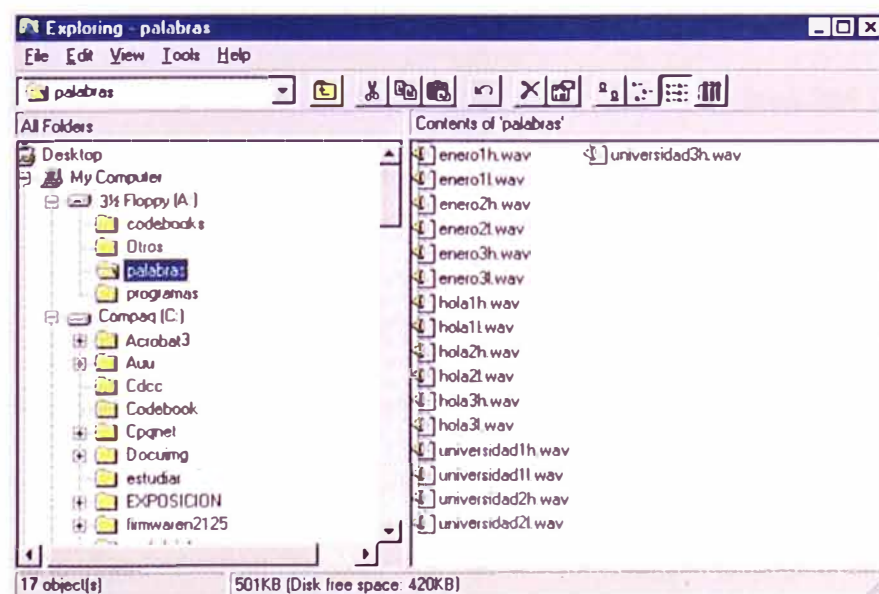 Exploring - palabras
File Edit View Tools Help
palabras
All Folders
Desktop
My Computer
3½ Floppy (A:)
codebooks
Otros
palabras
programas
Compaq (C:)
Acrobat3
Auu
Cdcc
Codebook
Cpqnet
Docuimg
estudiar
EXPOSICION
firmwaren2125
Contents of 'palabras'
enero1h.wav
enero1l.wav
enero2h.wav
enero2l.wav
enero3h.wav
enero3l.wav
hola1h.wav
hola1l.wav
hola2h.wav
hola2l.wav
hola3h.wav
hola3l.wav
universidad1h.wav
universidad1l.wav
universidad2h.wav
universidad2l.wav
universidad3h.wav
17 object(s)
501KB (Disk free space: 420KB)